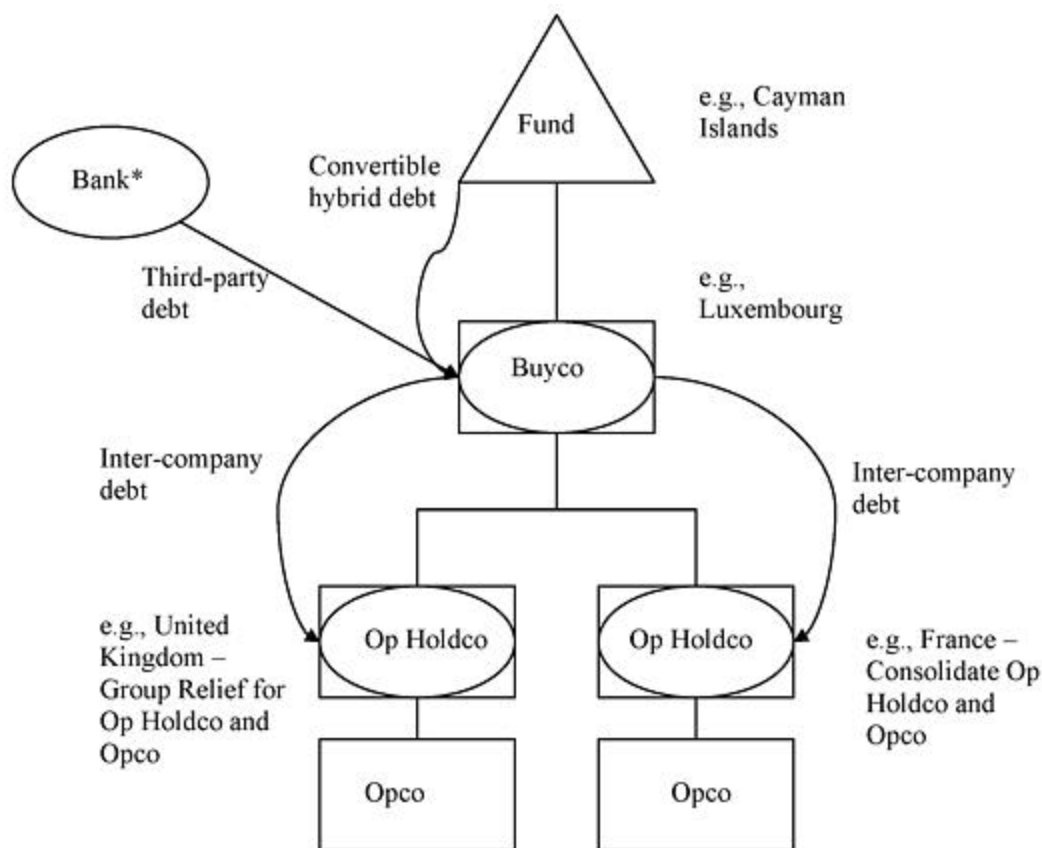 Fund
e.g., Cayman
Islands
Bank*
Convertible
hybrid debt
Third-party
debt
e.g.,
Luxembourg
Buyco
Inter-company
debt
Inter-company
debt
Op Holdco
Op Holdco
e.g., United
Kingdom –
Group Relief for
Op Holdco and
Opco
e.g., France –
Consolidate Op
Holdco and
Opco
Opco
Opco